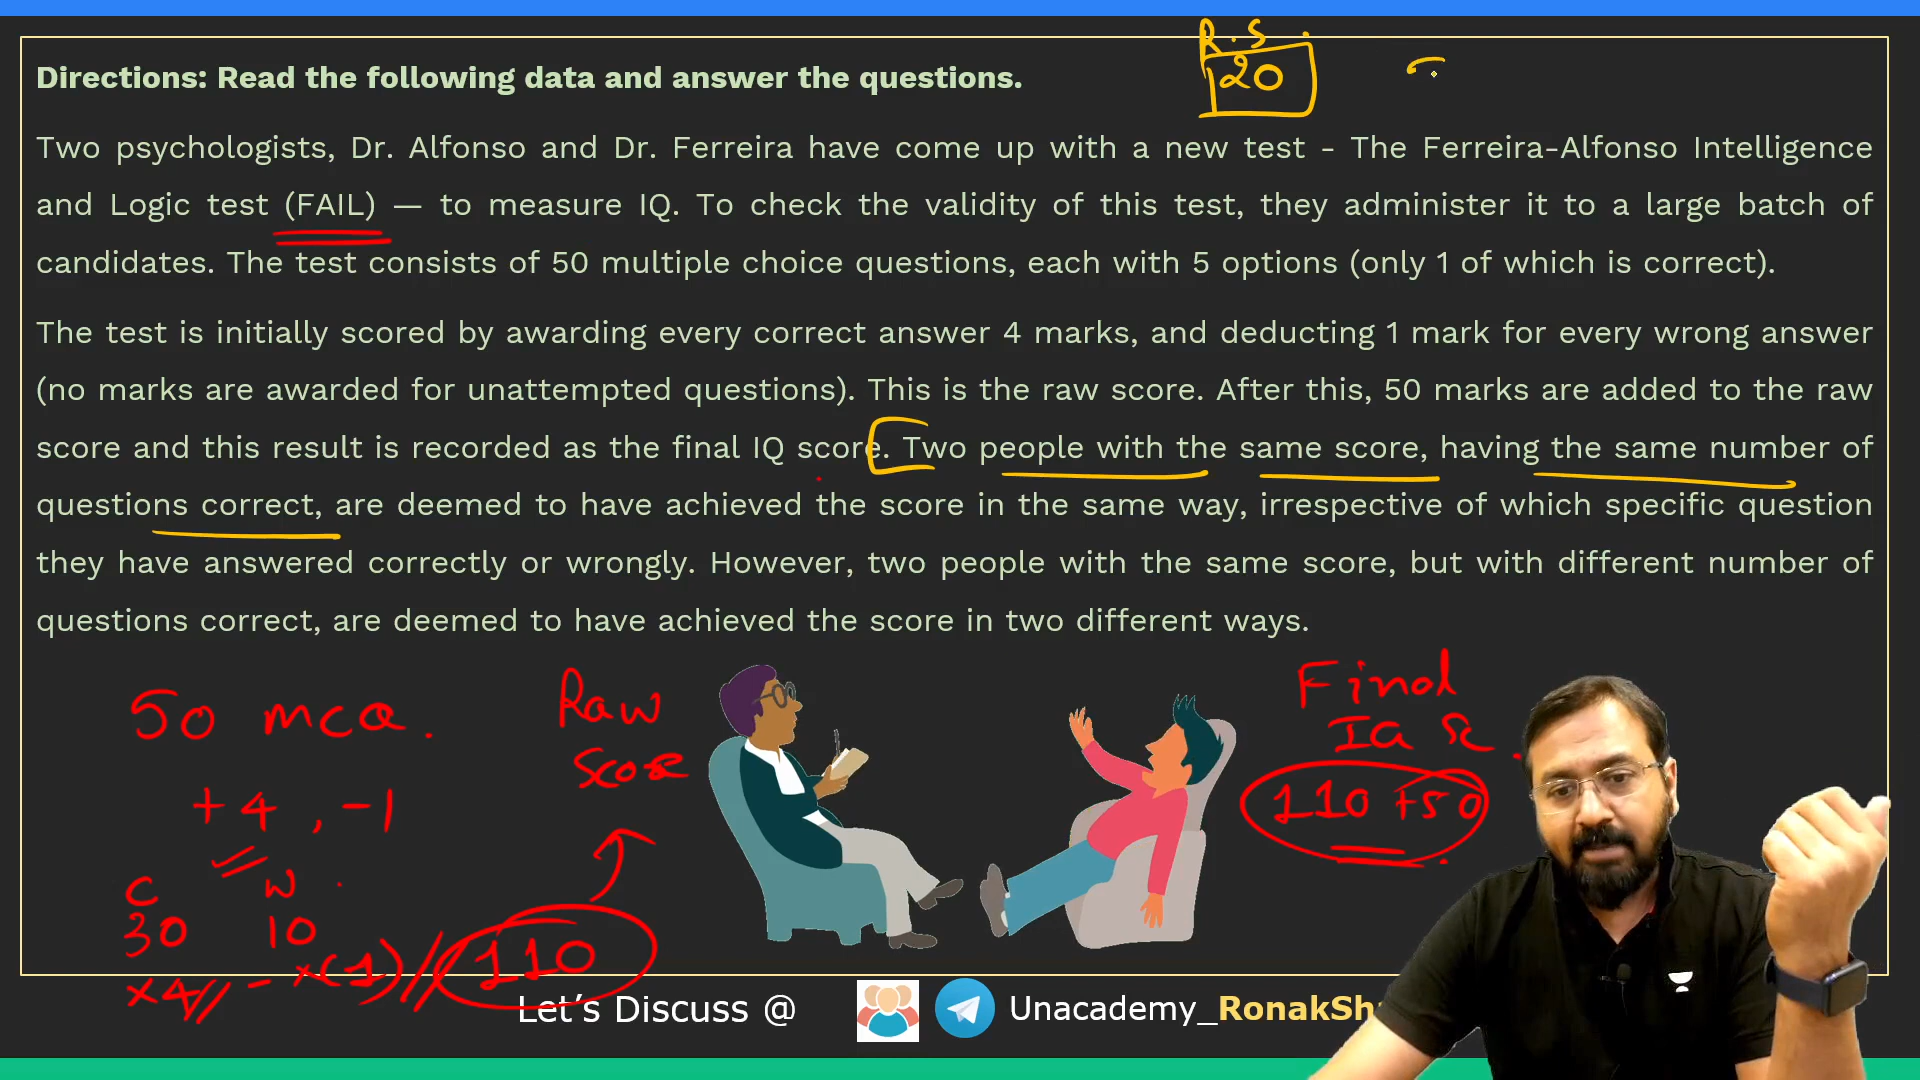 R.S.
20
Directions: Read the following data and answer the questions.
Two psychologists, Dr. Alfonso and Dr. Ferreira have come up with a new test - The Ferreira-Alfonso Intelligence
and Logic test (FAIL) — to measure IQ. To check the validity of this test, they administer it to a large batch of
candidates. The test consists of 50 multiple choice questions, each with 5 options (only 1 of which is correct).
The test is initially scored by awarding every correct answer 4 marks, and deducting 1 mark for every wrong answer
(no marks are awarded for unattempted questions). This is the raw score. After this, 50 marks are added to the raw
score and this result is recorded as the final IQ score. Two people with the same score, having the same number of
questions correct, are deemed to have achieved the score in the same way, irrespective of which specific question
they have answered correctly or wrongly. However, two people with the same score, but with different number of
questions correct, are deemed to have achieved the score in two different ways.
50 mcq.
+4, -1
C W
30 10
×4 - ×(1)
110
Raw
Score
Final
IQ Sc.
110 +50
Let's Discuss @ Unacademy_RonakSh